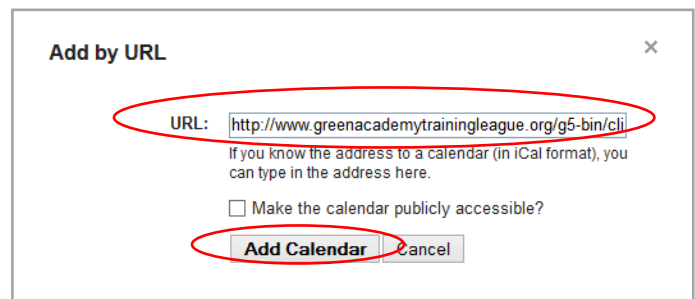 Add by URL
×
URL: http://www.greenacademytrainingleague.org/g5-bin/cli
If you know the address to a calendar (in iCal format), you
can type in the address here.
Make the calendar publicly accessible?
Add Calendar Cancel